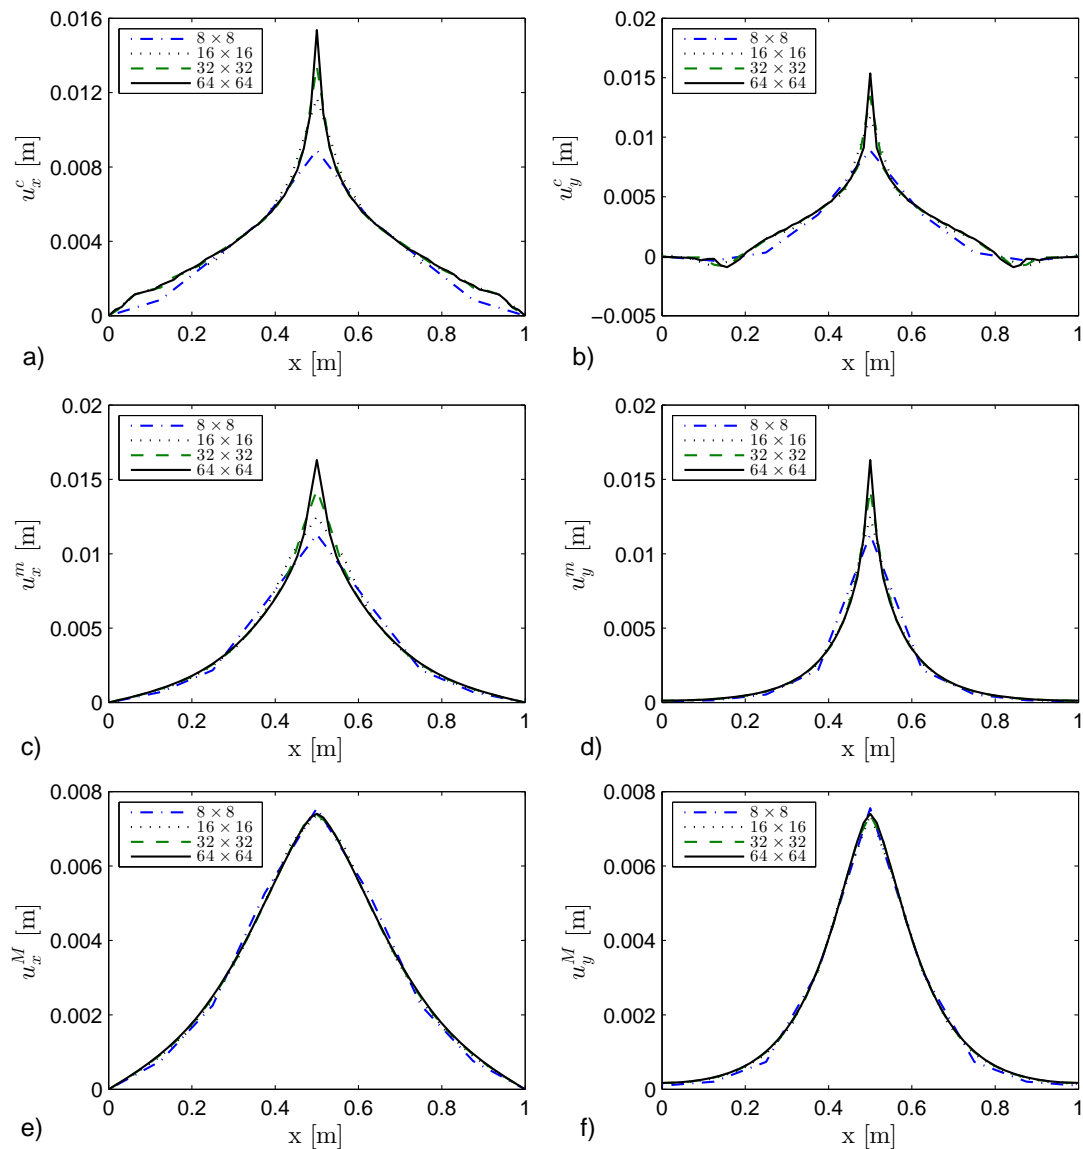 0.016
0.012
0.008
0.004
0
u_x^c [m]
8 × 8
16 × 16
32 × 32
64 × 64
0 0.2 0.4 0.6 0.8 1
x [m]
a)
0.02
0.015
0.01
0.005
0
−0.005
u_y^c [m]
8 × 8
16 × 16
32 × 32
64 × 64
0 0.2 0.4 0.6 0.8 1
x [m]
b)
0.02
0.015
0.01
0.005
0
u_x^m [m]
8 × 8
16 × 16
32 × 32
64 × 64
0 0.2 0.4 0.6 0.8 1
x [m]
c)
0.02
0.015
0.01
0.005
0
u_y^m [m]
8 × 8
16 × 16
32 × 32
64 × 64
0 0.2 0.4 0.6 0.8 1
x [m]
d)
0.008
0.006
0.004
0.002
0
u_x^M [m]
8 × 8
16 × 16
32 × 32
64 × 64
0 0.2 0.4 0.6 0.8 1
x [m]
e)
0.008
0.006
0.004
0.002
0
u_y^M [m]
8 × 8
16 × 16
32 × 32
64 × 64
0 0.2 0.4 0.6 0.8 1
x [m]
f)